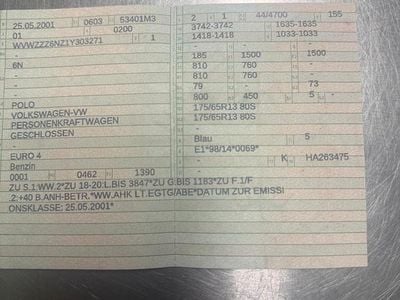 25.05.2001 0603 53401M3
01 - 0200
WVWZZZ6NZ1Y303271 1
-
6N
-
-
POLO
VOLKSWAGEN-VW
PERSONENKRAFTWAGEN
GESCHLOSSEN
EURO 4
Benzin
0001 0462 1390
2 1 44/4700 155
3742-3742 1635-1635
1418-1418 1033-1033
-
185 1500 1500
810 760 -
810 760 -
79 - 73
800 450 5 -
175/65R13 80S
175/65R13 80S
-
Blau 5
E1*98/14*0069*
- K HA263475
ZU S.1:WW.2*ZU 18-20:L.BIS 3847*ZU G:BIS 1183*ZU F.1/F
.2:+40 B.ANH-BETR.*WW.AHK LT.EGTG/ABE*DATUM ZUR EMISSI
ONSKLASSE: 25.05.2001*